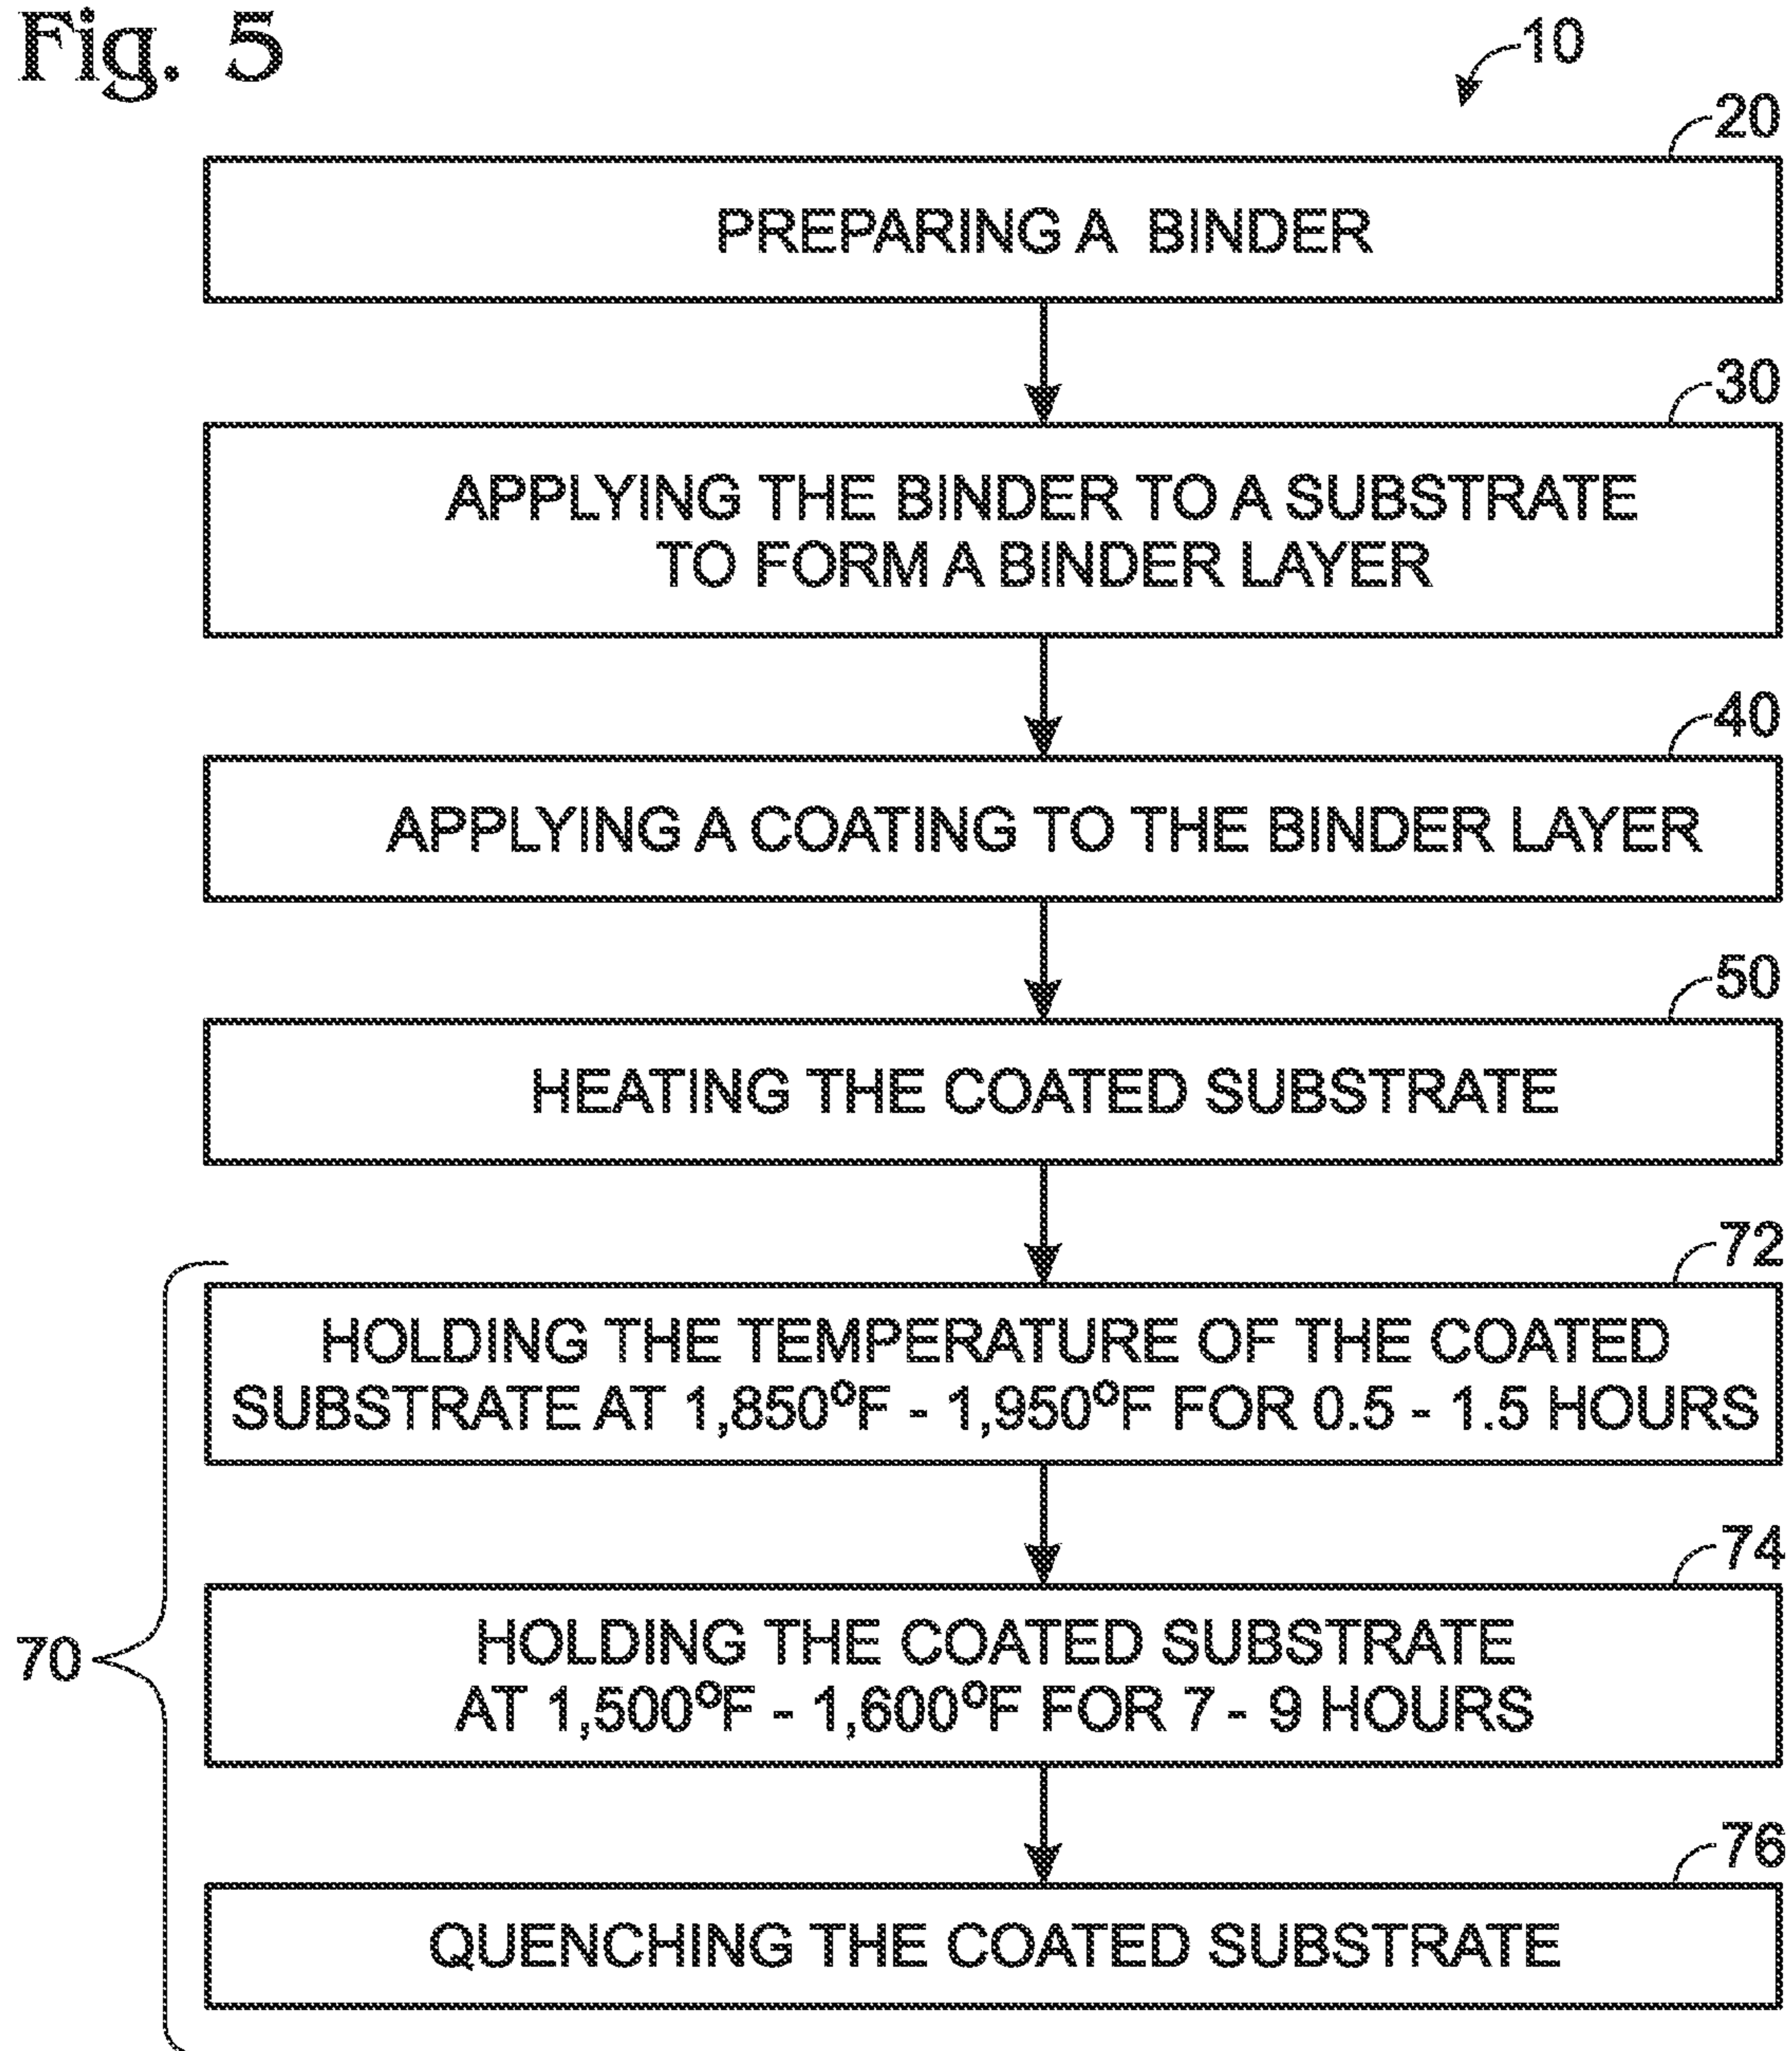 Fig. 5
10
20
PREPARING A BINDER
30
APPLYING THE BINDER TO A SUBSTRATE
TO FORM A BINDER LAYER
40
APPLYING A COATING TO THE BINDER LAYER
50
HEATING THE COATED SUBSTRATE
72
HOLDING THE TEMPERATURE OF THE COATED
SUBSTRATE AT 1,850°F - 1,950°F FOR 0.5 - 1.5 HOURS
74
HOLDING THE COATED SUBSTRATE
AT 1,500°F - 1,600°F FOR 7 - 9 HOURS
70
76
QUENCHING THE COATED SUBSTRATE